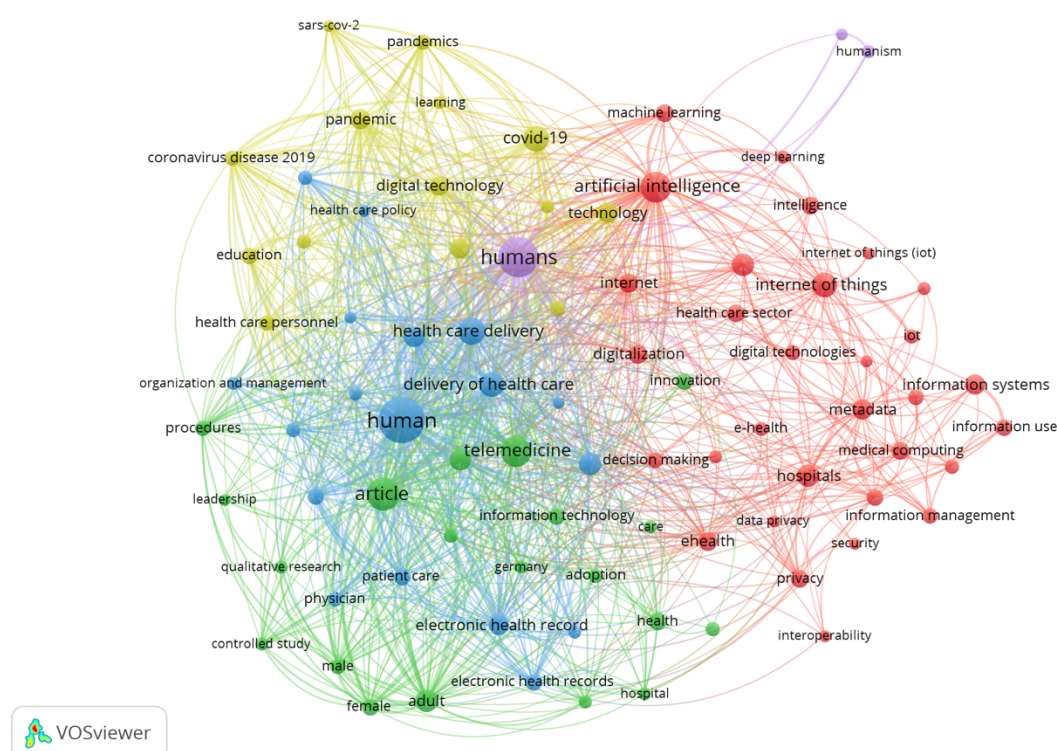 sars-cov-2
pandemics
humanism
learning
machine learning
pandemic
covid-19
coronavirus disease 2019
deep learning
digital technology
artificial intelligence
health care policy
technology
intelligence
education
humans
internet of things (iot)
internet
internet of things
health care personnel
health care delivery
health care sector
iot
digitalization
digital technologies
organization and management
delivery of health care
innovation
information systems
human
metadata
procedures
e-health
information use
telemedicine
decision making
medical computing
hospitals
leadership
article
information technology
care
data privacy
information management
ehealth
security
qualitative research
patient care
germany
adoption
privacy
physician
electronic health record
health
interoperability
controlled study
male
electronic health records
hospital
female
adult
VOSviewer